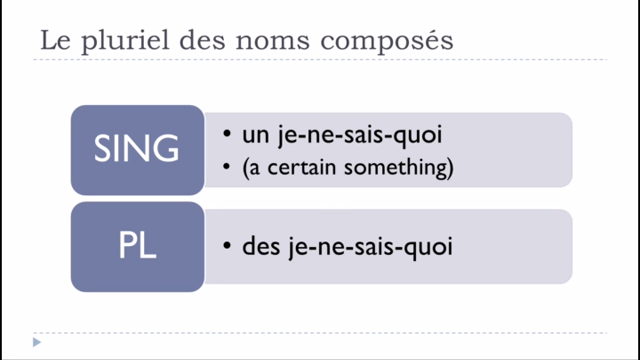 Le pluriel des noms composés
SING
• un je-ne-sais-quoi
• (a certain something)
PL
• des je-ne-sais-quoi